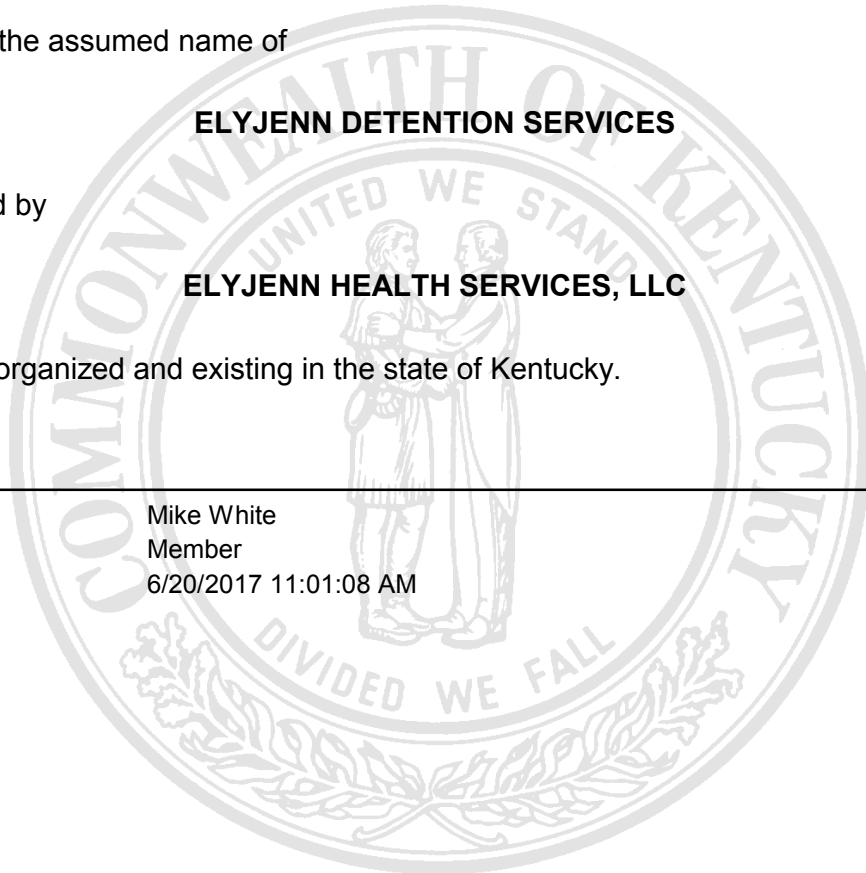 the assumed name of
ELYJENN DETENTION SERVICES
d by
ELYJENN HEALTH SERVICES, LLC
organized and existing in the state of Kentucky.
Mike White
Member
6/20/2017 11:01:08 AM
COMMONWEALTH OF KENTUCKY
UNITED WE STAND
DIVIDED WE FALL